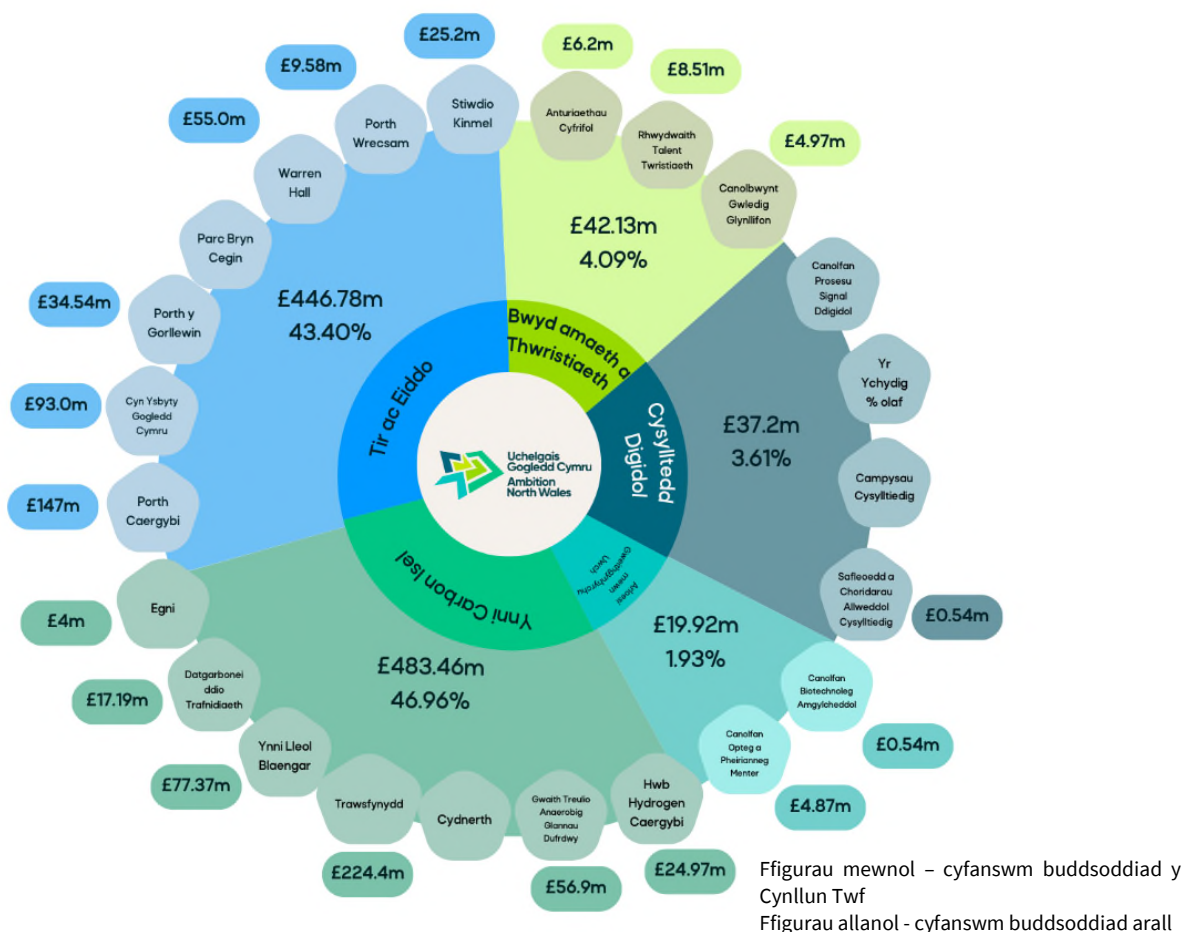 £25.2m
£6.2m
£9.58m
£8.51m
£55.0m
£4.97m
Stiwdio
Kinmel
Anturiaethau
Cyfrifol
Porth
Wrecsam
Rhwydwaith
Talent
Twristiaeth
Warren
Hall
Canolbwynt
Gwledig
Glynllifon
£42.13m
4.09%
Parc Bryn
Cegin
Canolfan
Prosesu
Signal
Ddigidol
£34.54m
Porth y
Gorllewin
£446.78m
43.40%
Bwyd amaeth a
Thwristiaeth
Yr
Ychydig
% olaf
Tir ac Eiddo
£93.0m
Cyn Ysbyty
Gogledd
Cymru
Cysylltedd
Digidol
£37.2m
3.61%
Uchelgais
Gogledd Cymru
Ambition
North Wales
Campysau
Cysylltiedig
£147m
Porth
Caergybi
Ynni Carbon Isel
Arloesi
mewn
Gweithgynhyrchu
Uwch
Safleoedd a
Choridarau
Allweddol
Cysylltiedig
£0.54m
£4m
Egni
£19.92m
1.93%
£483.46m
46.96%
£17.19m
Datgarbonei
ddio
Trafnidiaeth
Canolfan
Biotechnoleg
Amgylcheddol
£0.54m
£77.37m
Ynni Lleol
Blaengar
Canolfan
Opteg a
Pheirianneg
Menter
£4.87m
Trawsfynydd
Cydnerth
Gwaith Treulio
Anaerobig
Glannau
Dufrdwy
Hwb
Hydrogen
Caergybi
£224.4m
£56.9m
£24.97m
Ffigurau mewnol – cyfanswm buddsoddiad y
Cynllun Twf
Ffigurau allanol - cyfanswm buddsoddiad arall